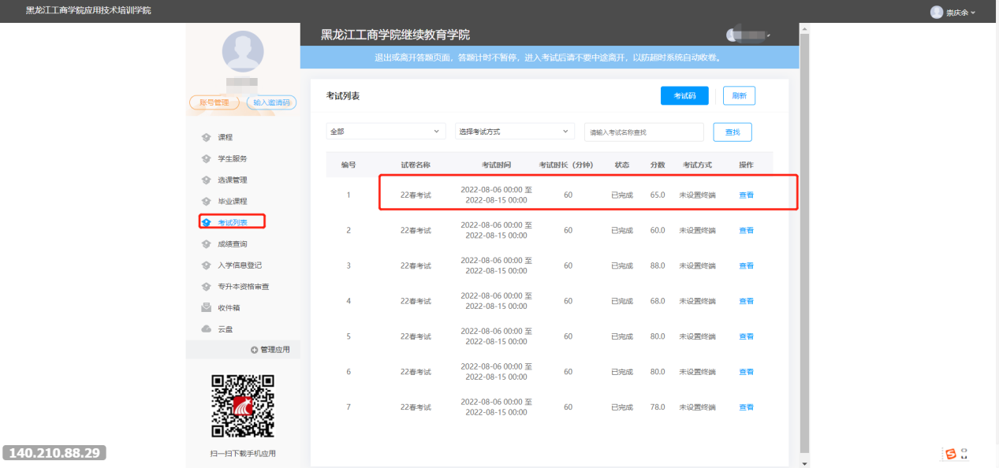 黑龙江工商学院应用技术培训学院
崇庆余
黑龙江工商学院继续教育学院
退出或离开答题页面，答题计时不暂停，进入考试后请不要中途离开，以防超时系统自动收卷。
账号管理 输入邀请码
课程
学生服务
选课管理
毕业课程
考试列表
成绩查询
入学信息登记
专升本资格审查
收件箱
云盘
管理应用
扫一扫下载手机应用
考试列表 考试码 刷新
全部 选择考试方式 请输入考试名称查找 查找
编号 试卷名称 考试时间 考试时长（分钟） 状态 分数 考试方式 操作
1 22春考试 2022-08-06 00:00 至 60 已完成 65.0 未设置终端 查看
2022-08-15 00:00
2 22春考试 2022-08-06 00:00 至 60 已完成 60.0 未设置终端 查看
2022-08-15 00:00
3 22春考试 2022-08-06 00:00 至 60 已完成 88.0 未设置终端 查看
2022-08-15 00:00
4 22春考试 2022-08-06 00:00 至 60 已完成 68.0 未设置终端 查看
2022-08-15 00:00
5 22春考试 2022-08-06 00:00 至 60 已完成 80.0 未设置终端 查看
2022-08-15 00:00
6 22春考试 2022-08-06 00:00 至 60 已完成 80.0 未设置终端 查看
2022-08-15 00:00
7 22春考试 2022-08-06 00:00 至 60 已完成 78.0 未设置终端 查看
2022-08-15 00:00
140.210.88.29